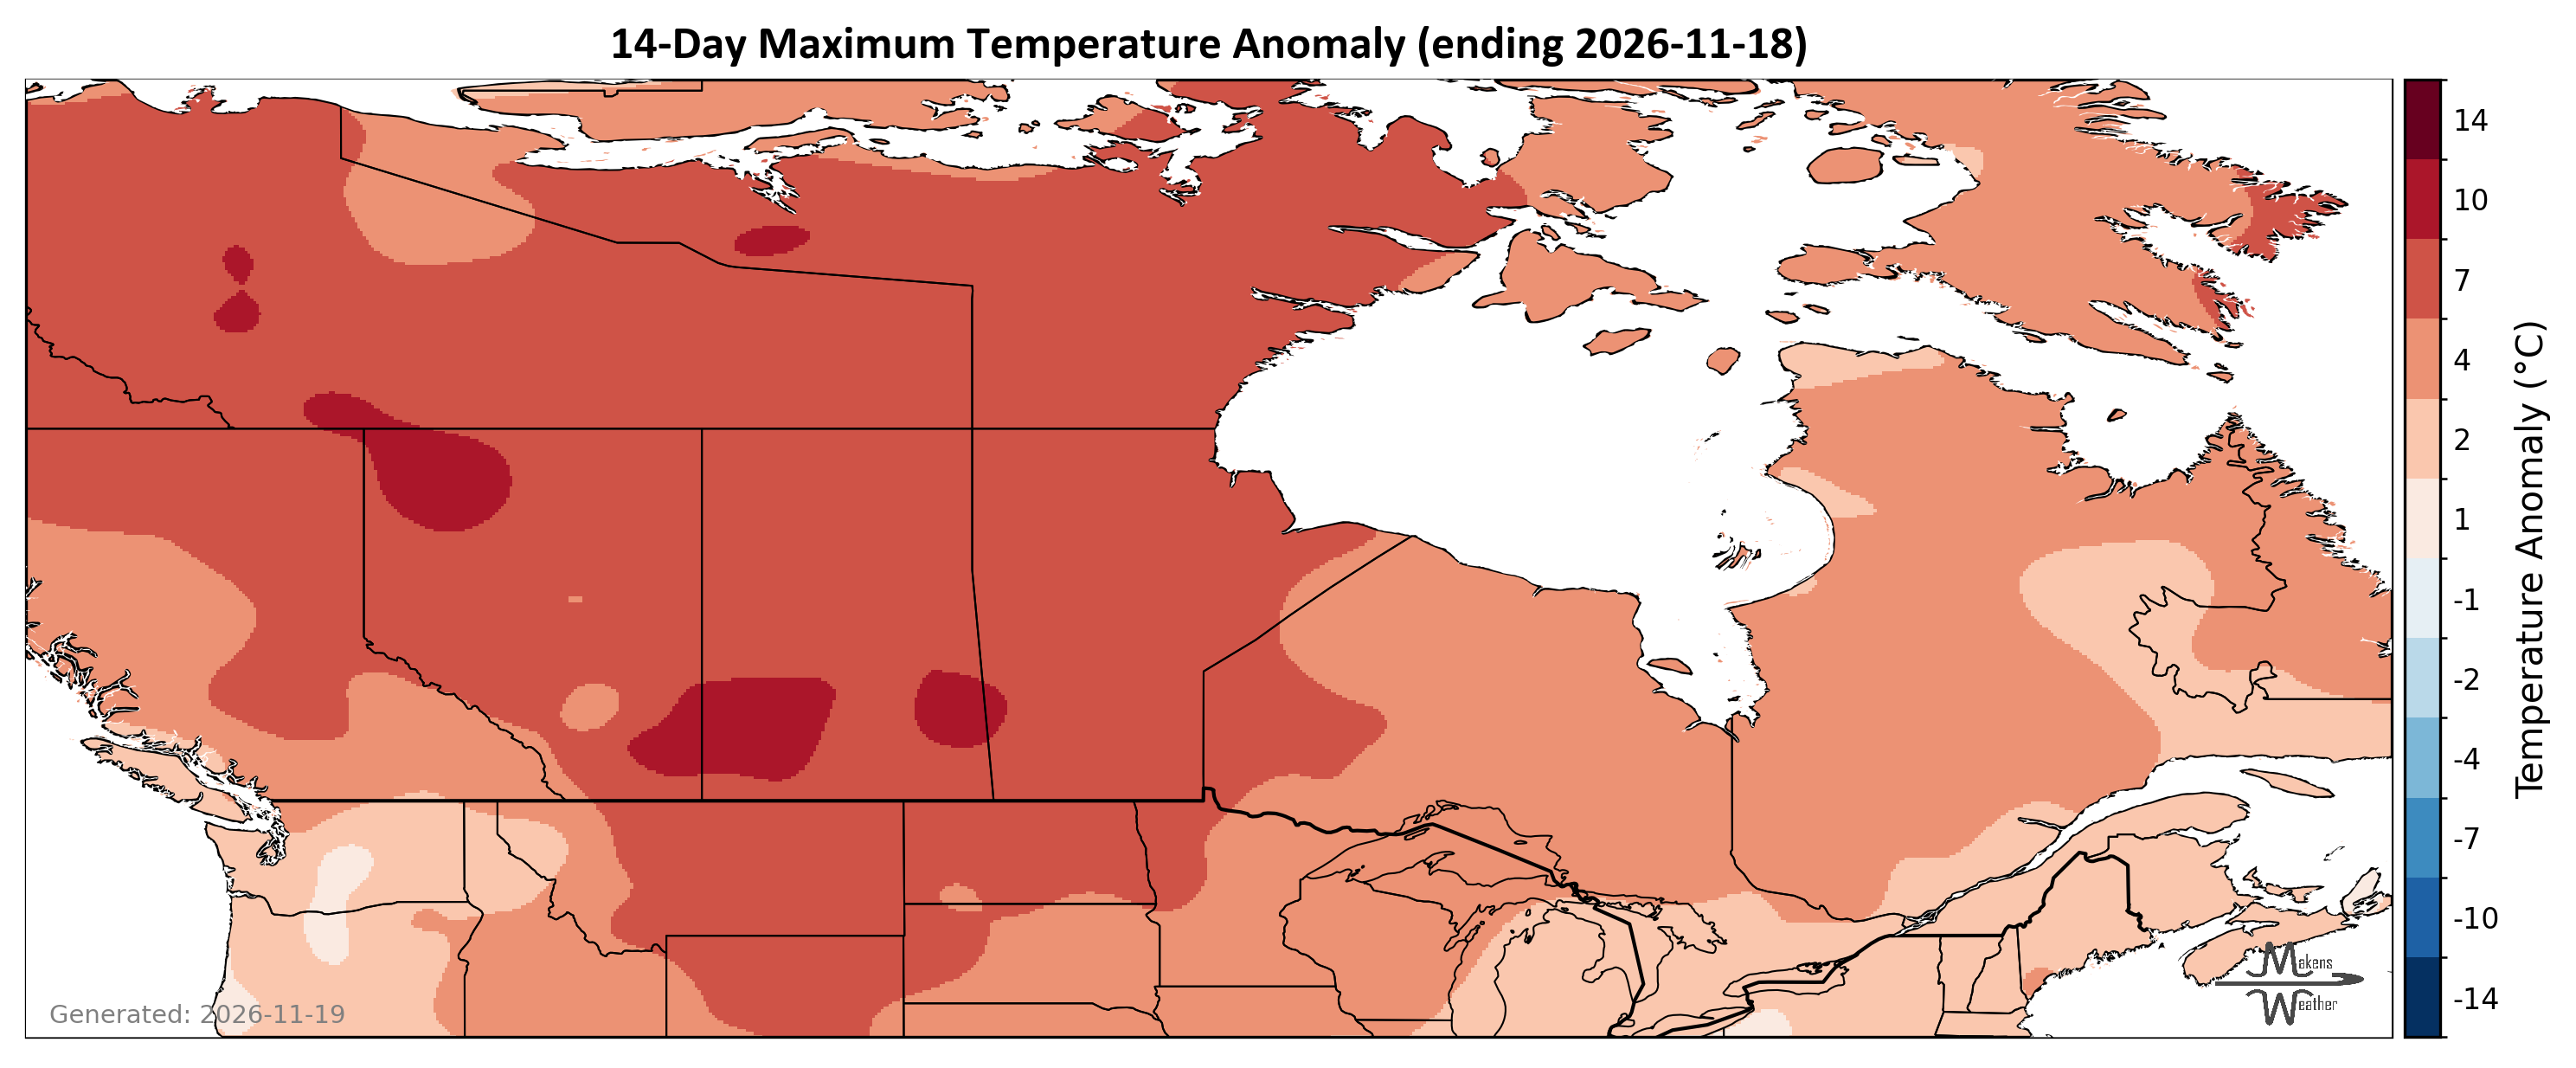 14-Day Maximum Temperature Anomaly (ending 2026-11-18)
14
10
7
4
2
1
-1
-2
-4
-7
-10
-14
Temperature Anomaly (°C)
Makens
Weather
Generated: 2026-11-19